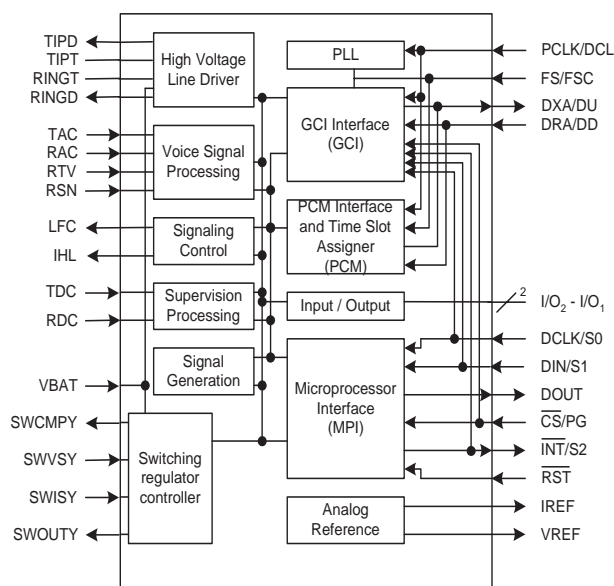 TIPD
TIPT
RINGT
RINGD
TAC
RAC
RTV
RSN
LFC
IHL
TDC
RDC
VBAT
SWCMPY
SWVSY
SWISY
SWOUTY
High Voltage
Line Driver
Voice Signal
Processing
Signaling
Control
Supervision
Processing
Signal
Generation
Switching
regulator
controller
PLL
GCI Interface
(GCI)
PCM Interface
and Time Slot
Assigner
(PCM)
Input / Output
Microprocessor
Interface
(MPI)
Analog
Reference
PCLK/DCL
FS/FSC
DXA/DU
DRA/DD
2
I/O₂ - I/O₁
DCLK/S0
DIN/S1
DOUT
C̅S̅/PG
I̅N̅T̅/S2
R̅S̅T̅
IREF
VREF